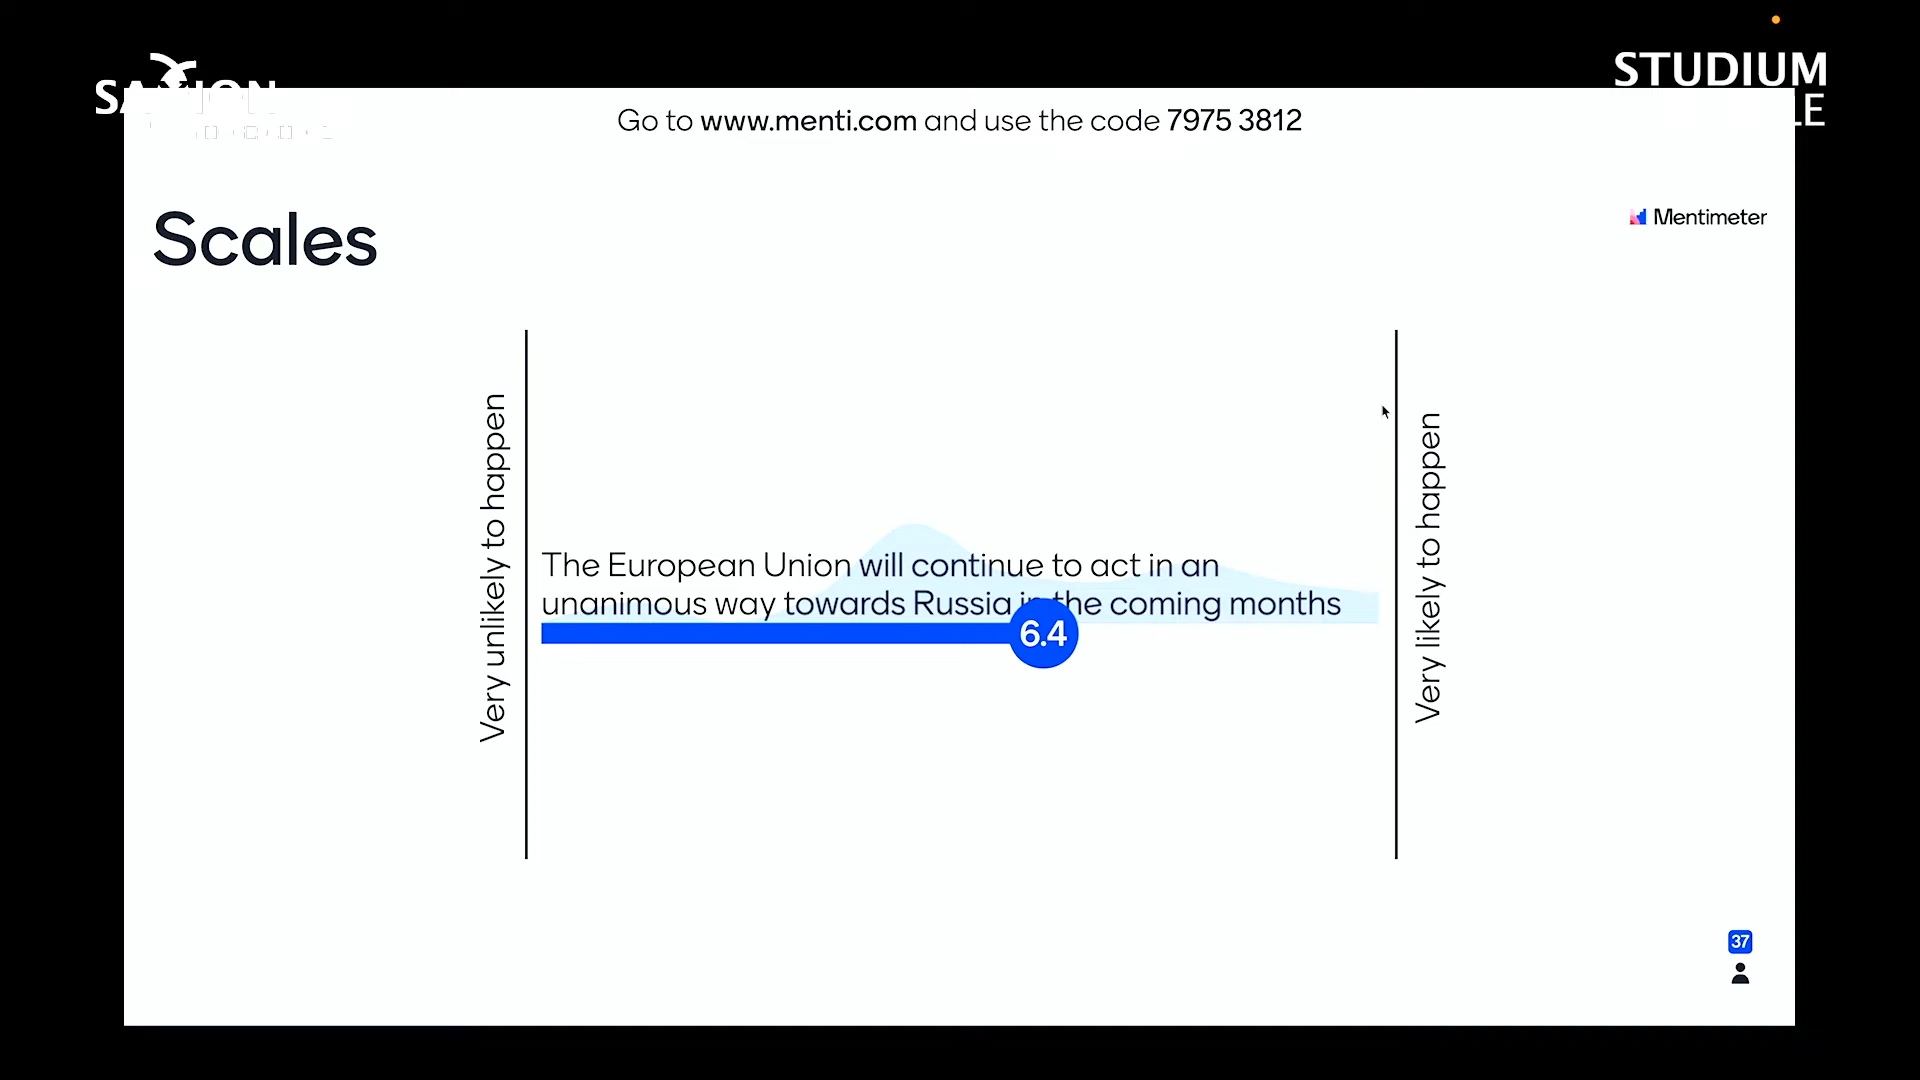 STUDIUM
Go to www.menti.com and use the code 7975 3812
Scales
Mentimeter
Very unlikely to happen
The European Union will continue to act in an
unanimous way towards Russia in the coming months
6.4
Very likely to happen
37